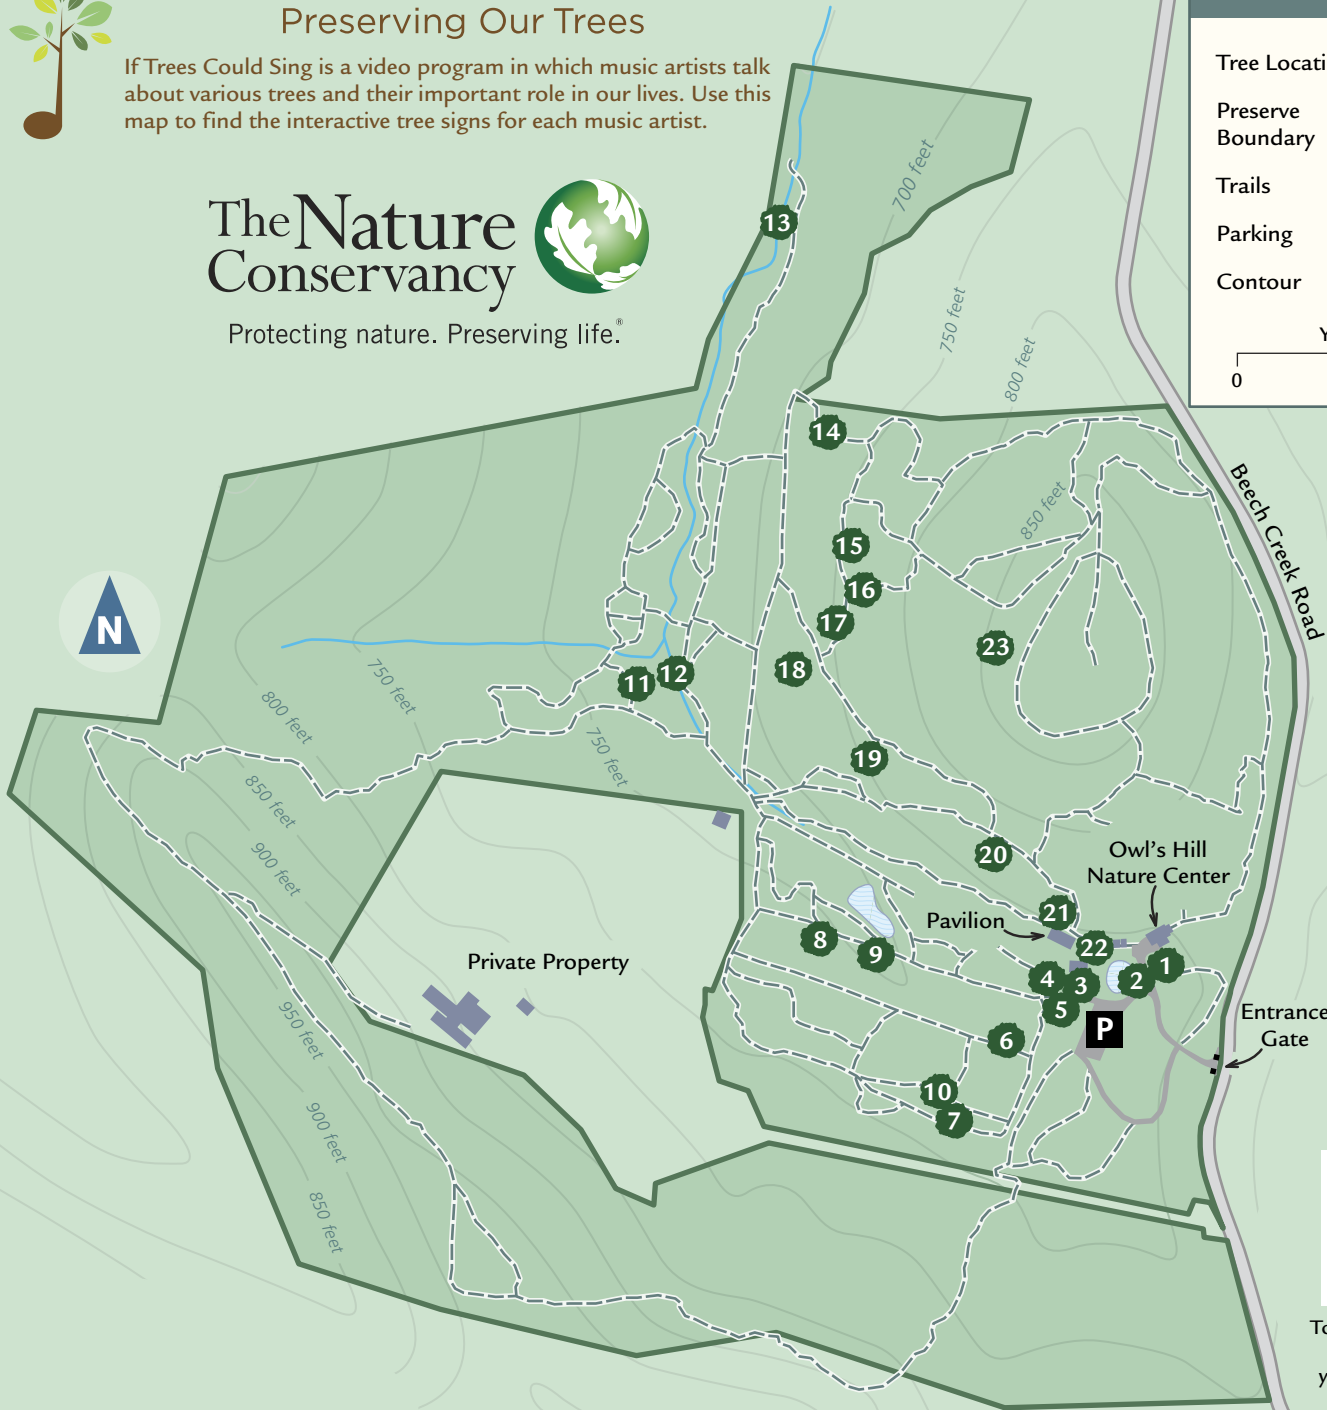 Preserving Our Trees
If Trees Could Sing is a video program in which music artists talk
about various trees and their important role in our lives. Use this
map to find the interactive tree signs for each music artist.
The Nature
Conservancy
Protecting nature. Preserving life.®
Preserve
Boundary
Trails
Parking
Contour
0
13
700 feet
750 feet
800 feet
14
850 feet
Beech Creek Road
15
16
17
N
23
18
11
12
750 feet
800 feet
750 feet
19
850 feet
900 feet
20
Owl's Hill
Nature Center
21
Pavilion
8
22
9
Private Property
1
4
3
2
5
P
Entrance
Gate
950 feet
6
10
7
900 feet
850 feet